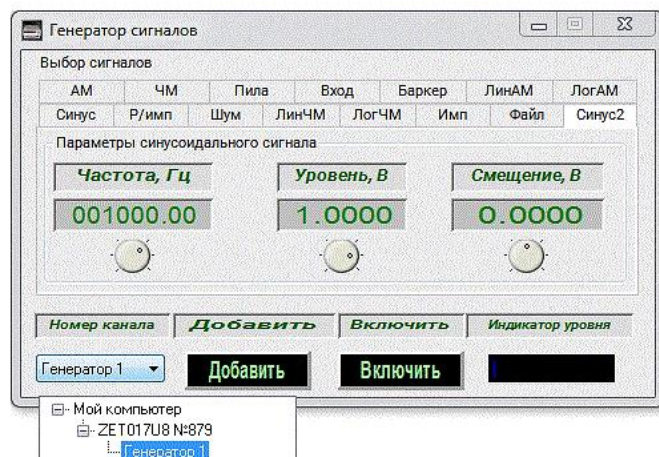 Генератор сигналов
Выбор сигналов
АМ ЧМ Пила Вход Баркер ЛинАМ ЛогАМ
Синус Р/имп Шум ЛинЧМ ЛогЧМ Имп Файл Синус2
Параметры синусоидального сигнала
Частота, Гц Уровень, В Смещение, В
001000.00 1.0000 0.0000
Номер канала Добавить Включить Индикатор уровня
Генератор 1 Добавить Включить
Мой компьютер
ZET017U8 №879
Генератор 1